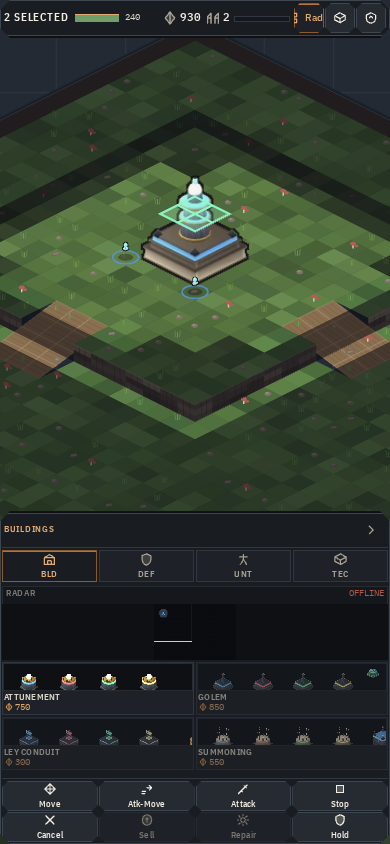 2 SELECTED 240 930 2 Rad
BUILDINGS
BLD DEF UNT TEC
RADAR OFFLINE
ATTUNEMENT GOLEM
750 850
LEY CONDUIT SUMMONING
300 550
Move Atk-Move Attack Stop
Cancel Sell Repair Hold